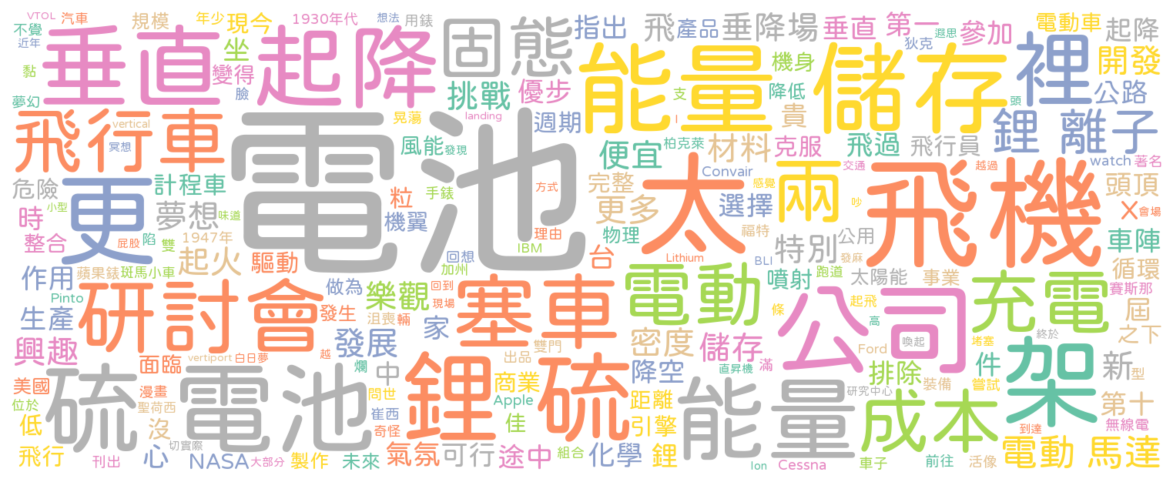 VTOL 汽車 年少 現今 1930年代 想法 用錫 指出 飛 產品 垂降場 垂直 第一 狄克 遐思 電動車 起降
不覺 近年 規模 坐 變得 固態 參加 開發
垂直 起降 能量 儲存 裡
黏 臉 挑戰 優步 機身 支 降低 頭 公路
夢幻 晃蕩 landing 週期 貴
飛行車 vertical 冥想 風能 發現 柏克萊 材料 克服 飛過 飛行員 鋰 離子
電池 便宜 Convair 感覺 交通 越過 watch 著名
危險 更 計程車 手錶 粒 方式 完整 太 兩 飛機 頭頂
時 小型 味道 夢想 機翼 更多 選擇 吵 X 會場
1947年 理由 物理 福特
整合 屁股 陷 雙 起火 驅動 回想 IBM 台 Lithium BLI 特別 公用 發麻 車陣
作用 蘋果錶 斑馬小車 做為 加州 電動 噴射 跑道 太陽能 事業 循環
Pinto 研討會 樂觀 回到 現場 塞車 公司 條 起飛 充電 賽斯那
生產 發生 沮喪 輛 家 密度 高 屆
興趣 vertiport 白日夢 越 發展 出品 雙門 儲存 Ford 喚起 堵塞 終於 之下
面臨 爛 中 直昇機 滿 件 架 新 型
美國 硫 電池 漫畫 問世 鋰 硫 商業 降空 能量 排除 裝備 嘗試
位於 聖荷西 崔西 Apple 距離 研究中心 成本 第十
低 沒 奇怪 佳 引擎 到達 無線電
切實際
飛行 刊出 心 NASA 大部分 製作 未來 氣氛 可行 途中 組合 化學 鋰 Ion Cessna 車子 前往 活像 電動 馬達